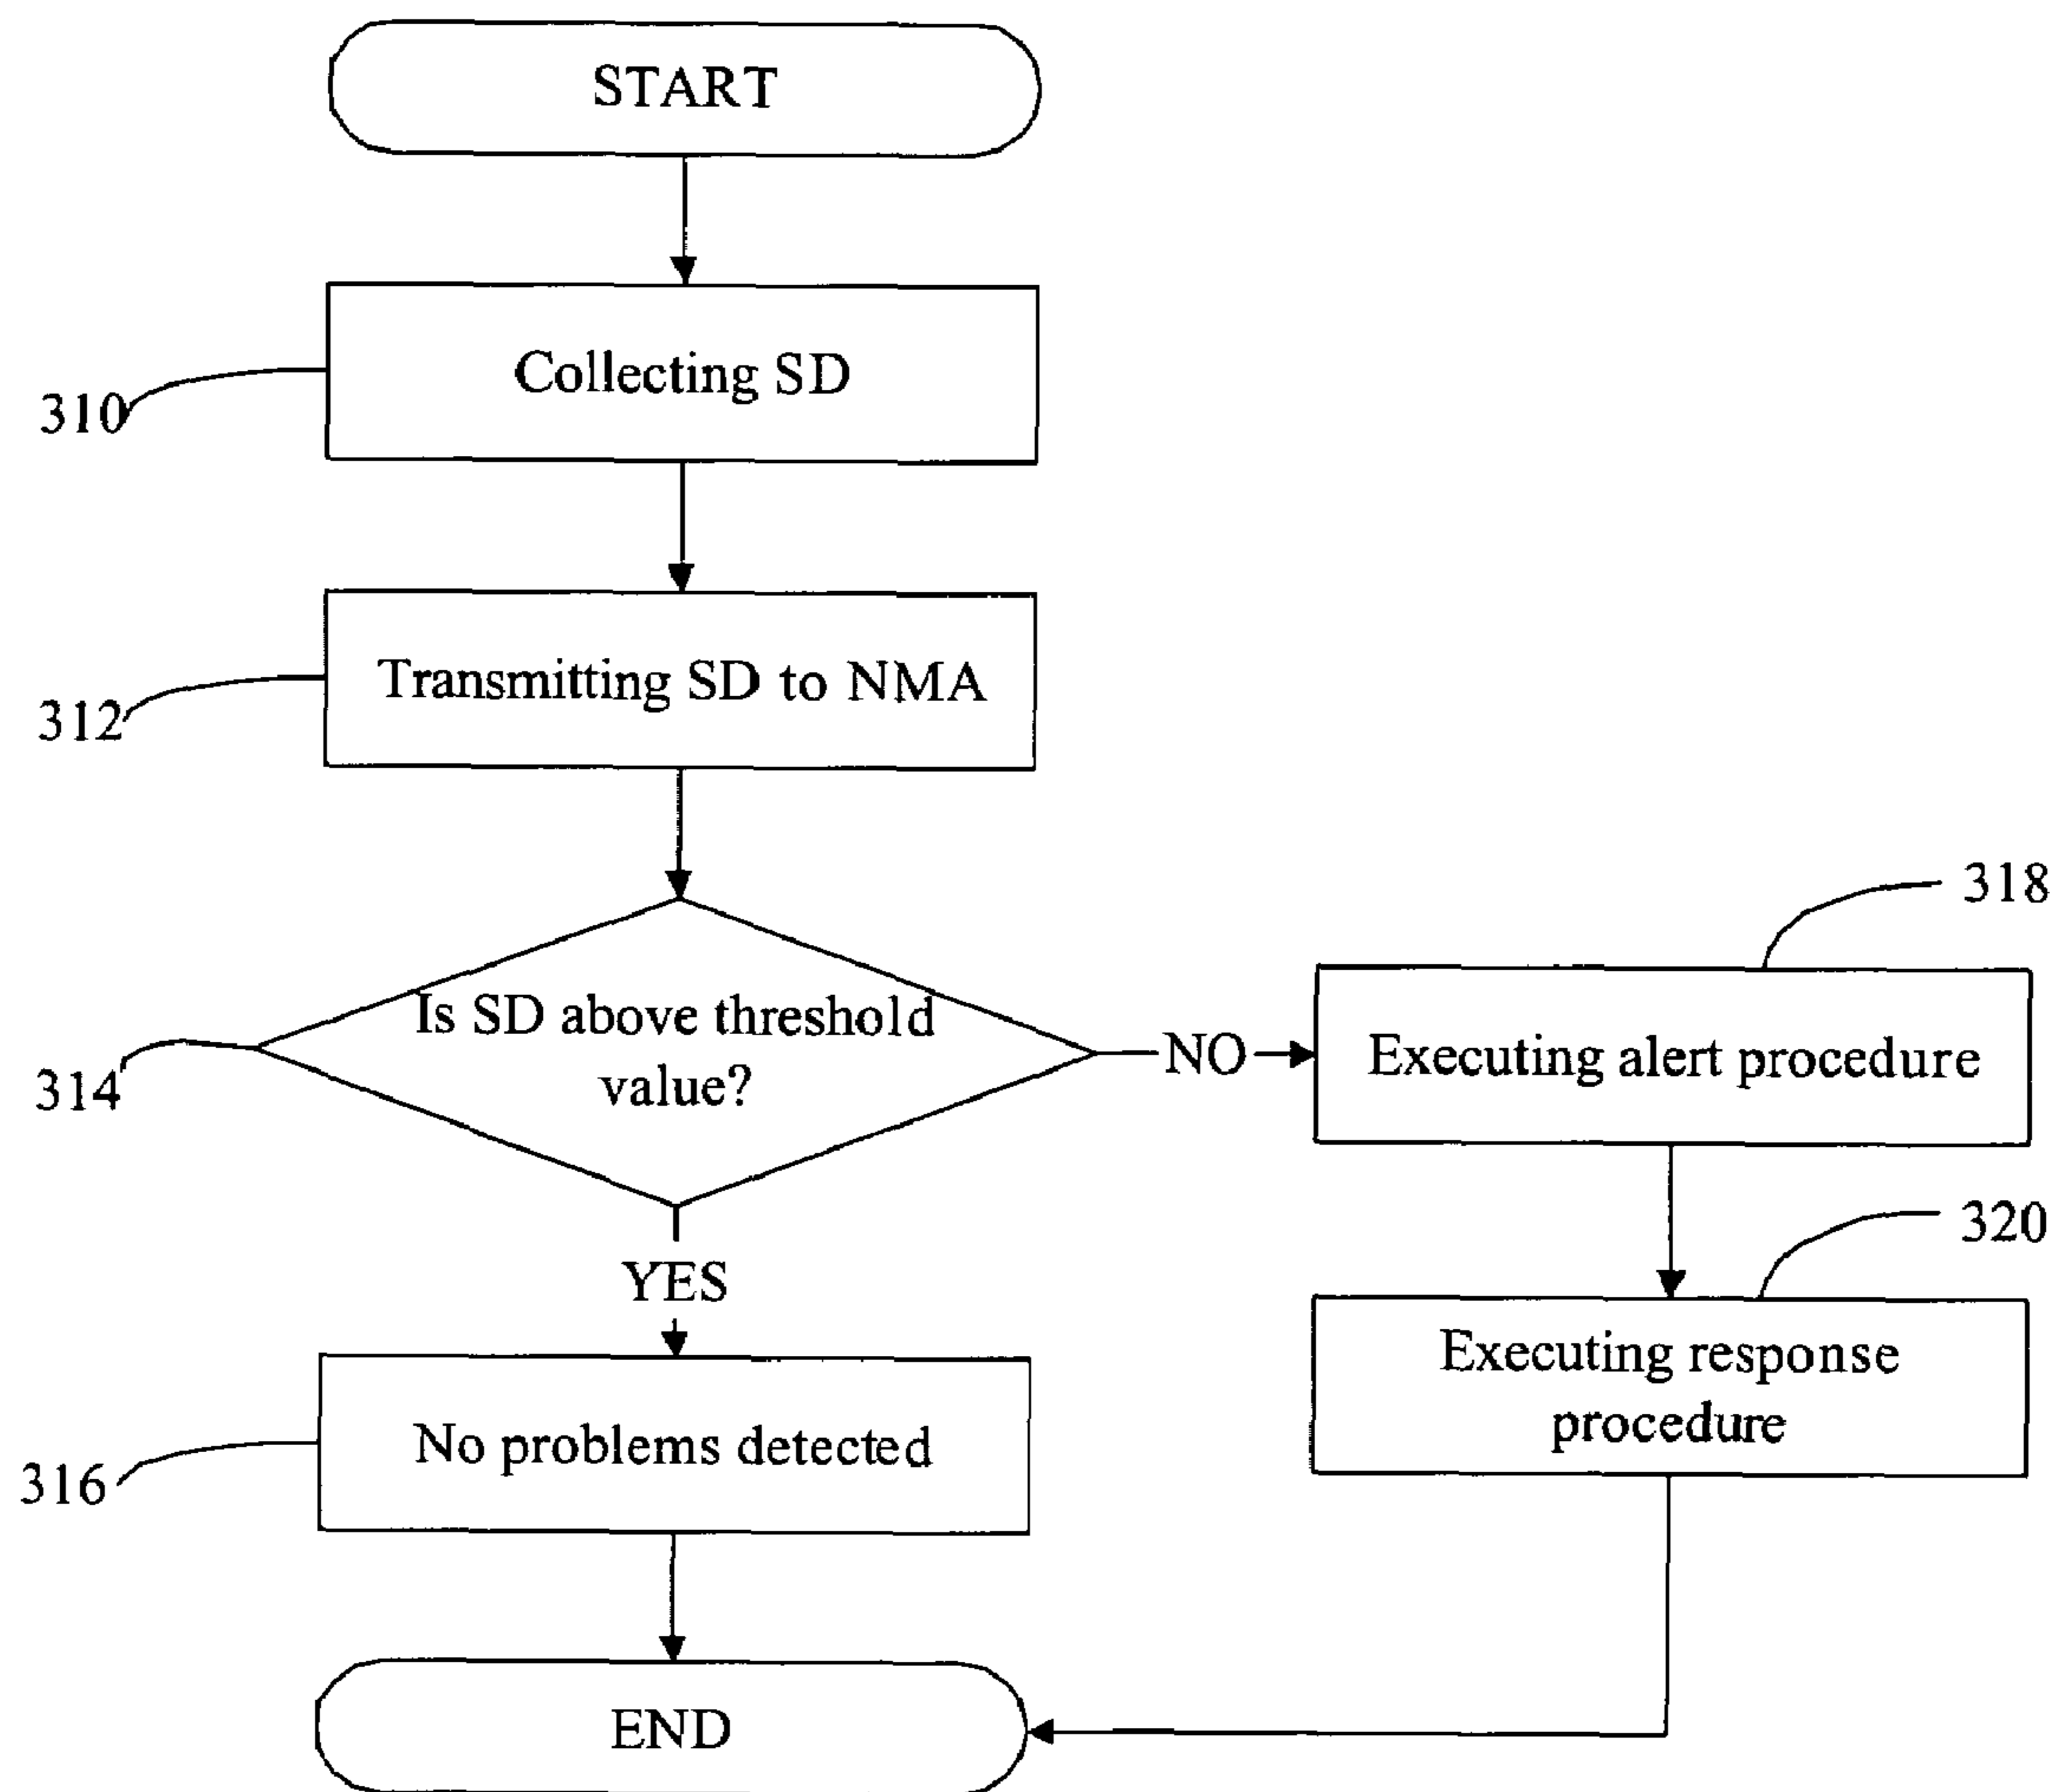 START
Collecting SD
310
Transmitting SD to NMA
312
Is SD above threshold
value?
314
NO
318
Executing alert procedure
YES
320
Executing response
procedure
No problems detected
316
END